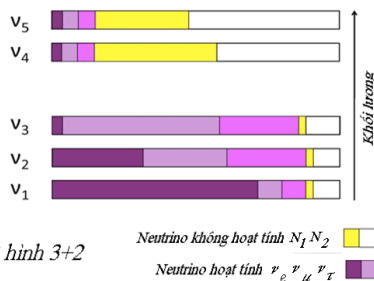 ν5
ν4
ν3
ν2
ν1
Khối lượng
hình 3+2
Neutrino không hoạt tính N1 N2
Neutrino hoạt tính νe νμ ντ